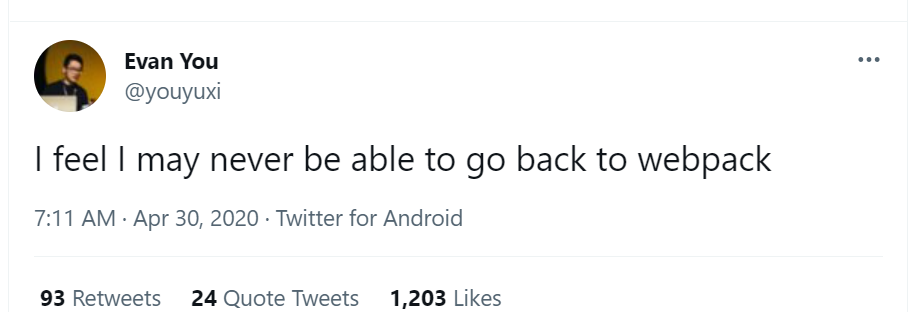 Evan You
@youyuxi
I feel I may never be able to go back to webpack
7:11 AM · Apr 30, 2020 · Twitter for Android
93 Retweets 24 Quote Tweets 1,203 Likes